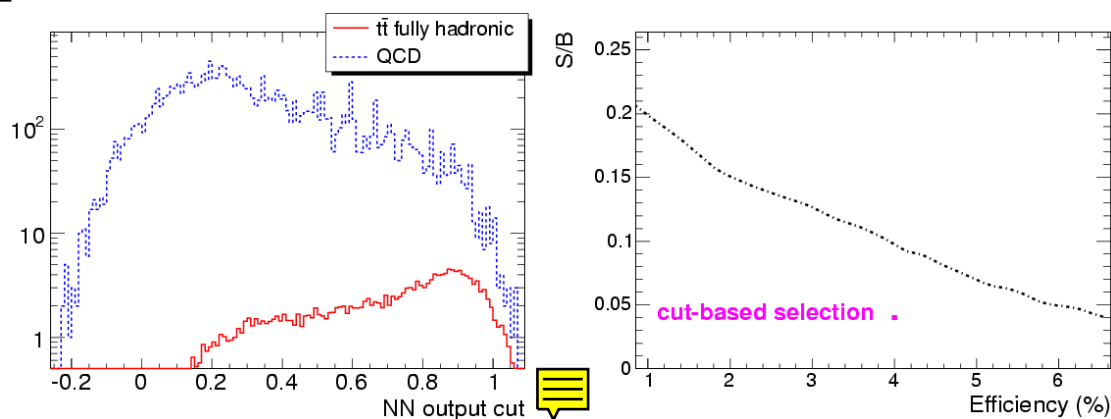 tt̄ fully hadronic
QCD
10²
10
1
-0.2 0 0.2 0.4 0.6 0.8 1
NN output cut
S/B
0.25
0.2
0.15
0.1
0.05
0
cut-based selection
1 2 3 4 5 6
Efficiency (%)